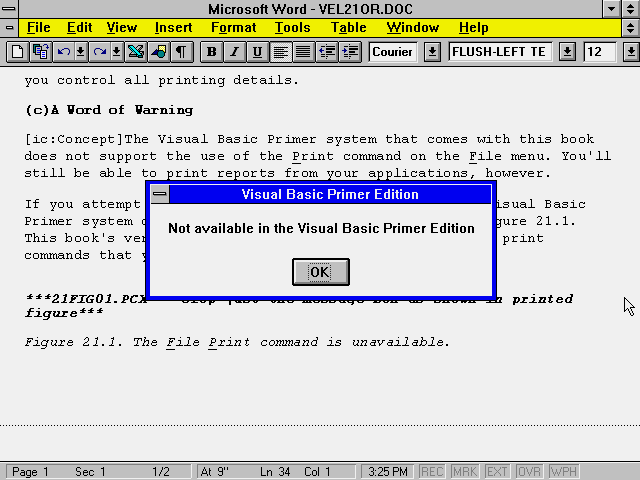 Microsoft Word - VEL21OR.DOC
File Edit View Insert Format Tools Table Window Help
B I U Courier FLUSH-LEFT TE 12
you control all printing details.
(c)A Word of Warning
[ic:Concept]The Visual Basic Primer system that comes with this book
does not support the use of the Print command on the File menu. You'll
still be able to print reports from your applications, however.
If you attempt isual Basic
Primer system gure 21.1.
This book's ver print
commands that
Visual Basic Primer Edition
Not available in the Visual Basic Primer Edition
OK
***21FIG01.PCX in printed
figure***
Figure 21.1. The File Print command is unavailable.
Page 1 Sec 1 1/2 At 9" Ln 34 Col 1 3:25 PM REC MRK EXT OVR WPH